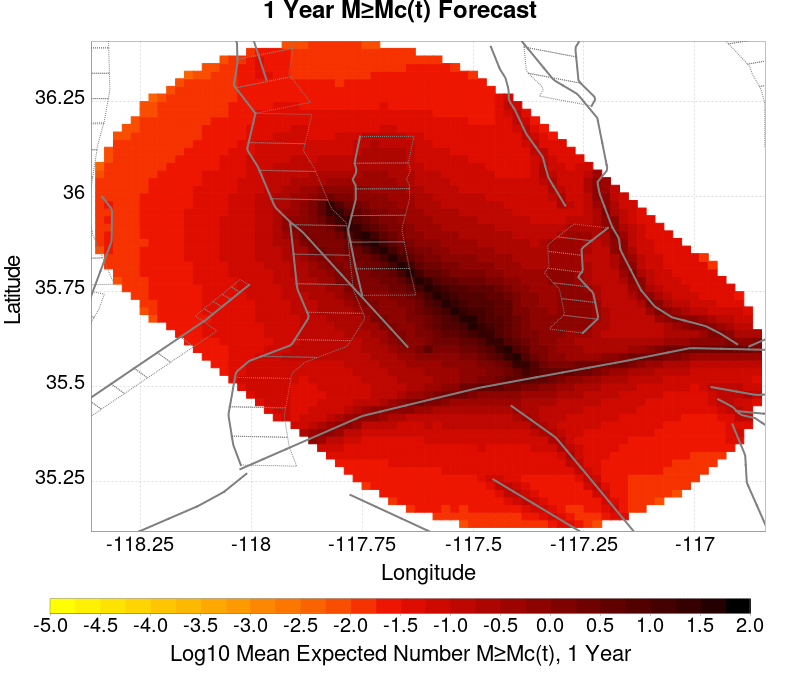 1 Year M≥Mc(t) Forecast
36.25
36
35.75
35.5
35.25
Latitude
-118.25 -118 -117.75 -117.5 -117.25 -117
Longitude
-5.0 -4.5 -4.0 -3.5 -3.0 -2.5 -2.0 -1.5 -1.0 -0.5 0.0 0.5 1.0 1.5 2.0
Log10 Mean Expected Number M≥Mc(t), 1 Year